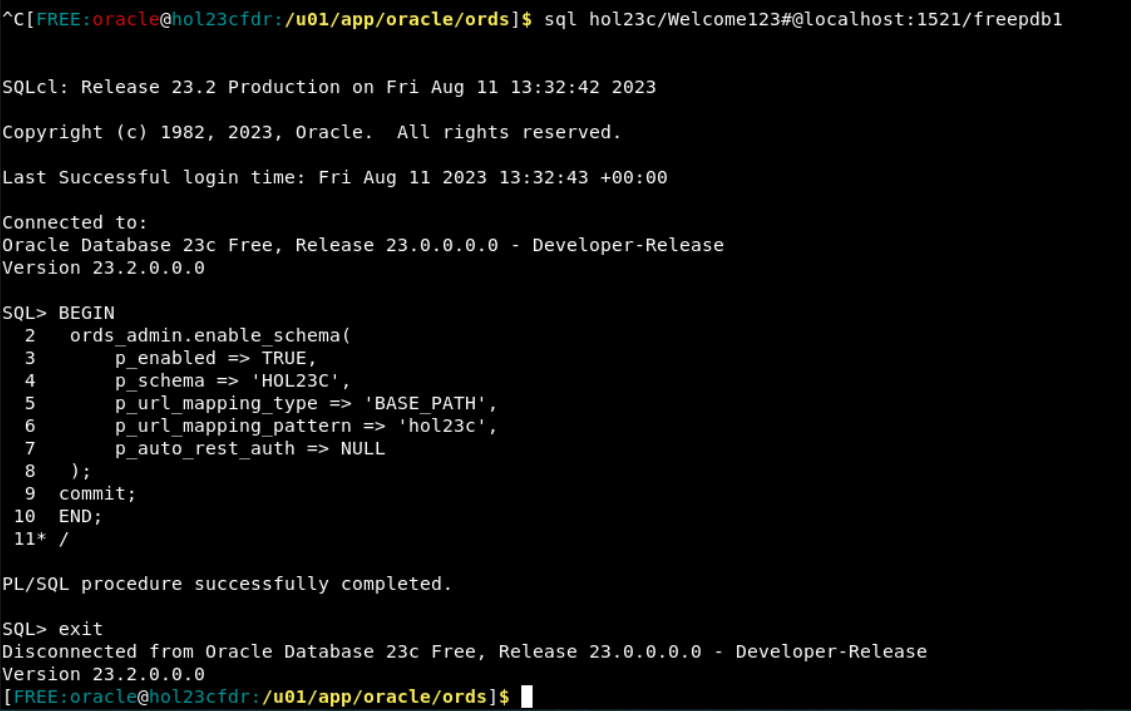 ^C[FREE:oracle@hol23cfdr:/u01/app/oracle/ords]$ sql hol23c/Welcome123#@localhost:1521/freepdb1
SQLcl: Release 23.2 Production on Fri Aug 11 13:32:42 2023
Copyright (c) 1982, 2023, Oracle.  All rights reserved.
Last Successful login time: Fri Aug 11 2023 13:32:43 +00:00
Connected to:
Oracle Database 23c Free, Release 23.0.0.0.0 - Developer-Release
Version 23.2.0.0.0
SQL> BEGIN
  2   ords_admin.enable_schema(
  3       p_enabled => TRUE,
  4       p_schema => 'HOL23C',
  5       p_url_mapping_type => 'BASE_PATH',
  6       p_url_mapping_pattern => 'hol23c',
  7       p_auto_rest_auth => NULL
  8   );
  9  commit;
 10  END;
 11* /
PL/SQL procedure successfully completed.
SQL> exit
Disconnected from Oracle Database 23c Free, Release 23.0.0.0.0 - Developer-Release
Version 23.2.0.0.0
[FREE:oracle@hol23cfdr:/u01/app/oracle/ords]$